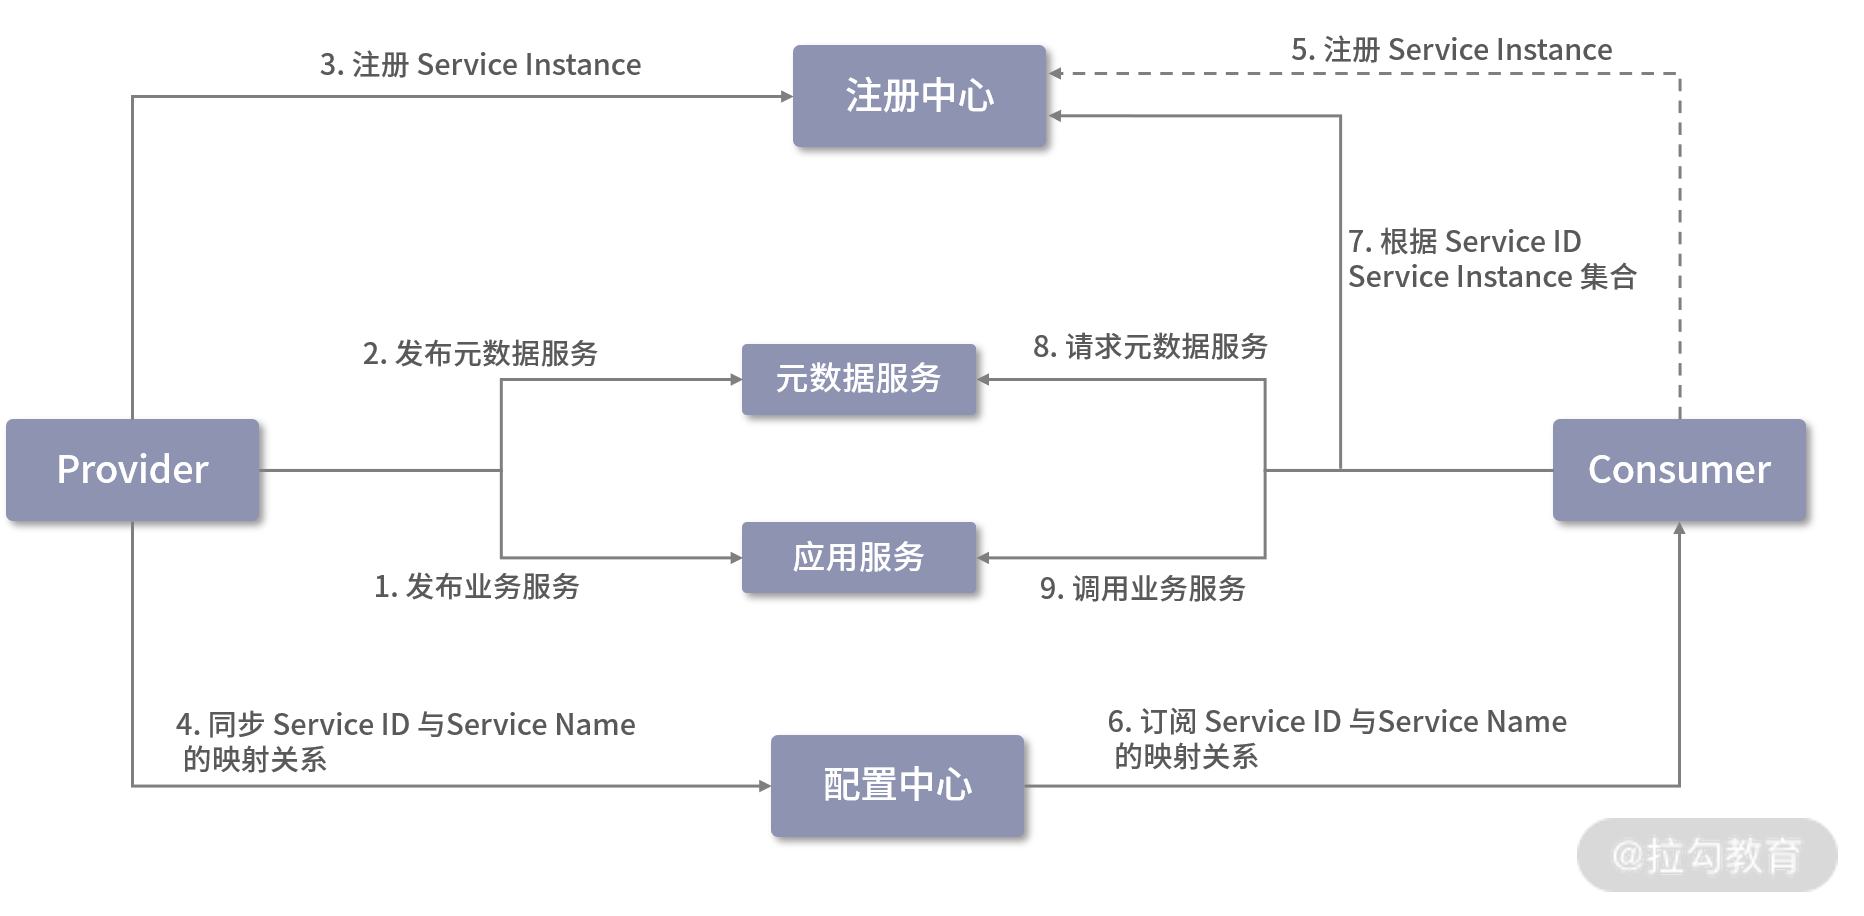 3. 注册 Service Instance
5. 注册 Service Instance
注册中心
7. 根据 Service ID
Service Instance 集合
2. 发布元数据服务
8. 请求元数据服务
元数据服务
Provider
Consumer
应用服务
1. 发布业务服务
9. 调用业务服务
4. 同步 Service ID 与Service Name
的映射关系
6. 订阅 Service ID 与Service Name
的映射关系
配置中心
@拉勾教育